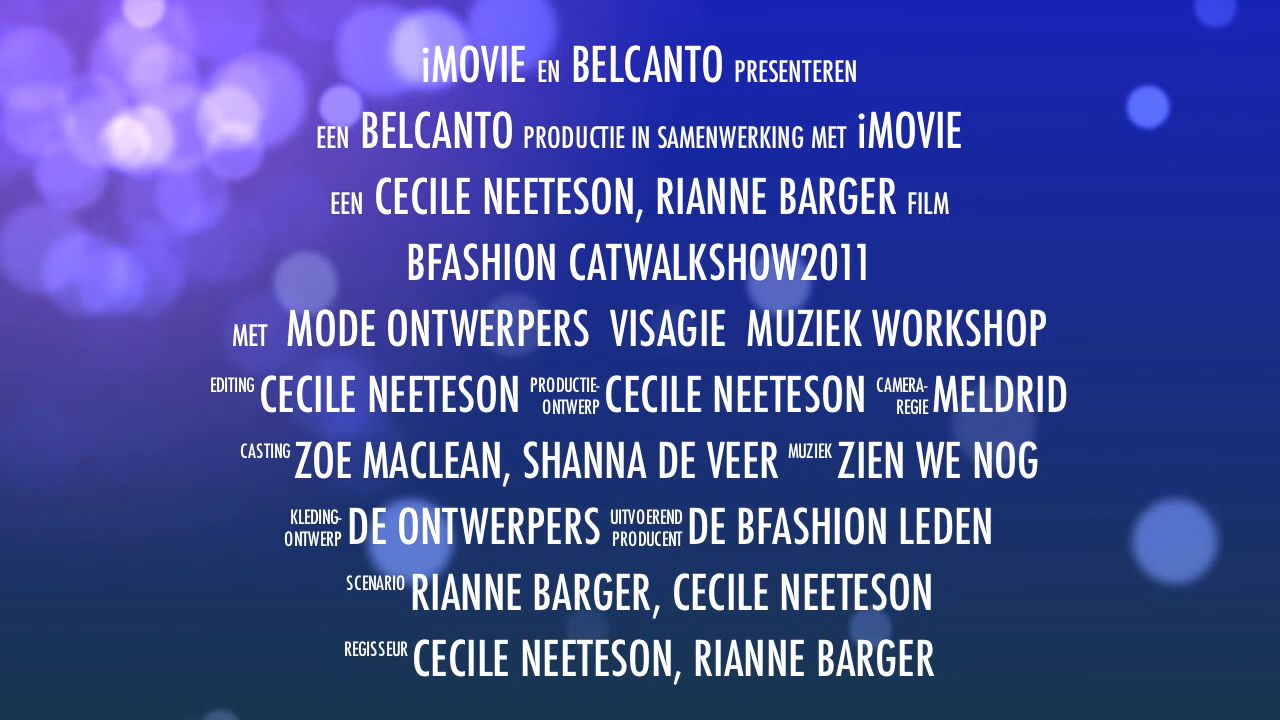 iMOVIE EN BELCANTO PRESENTEREN
EEN BELCANTO PRODUCTIE IN SAMENWERKING MET iMOVIE
EEN CECILE NEETESON, RIANNE BARGER FILM
BFASHION CATWALKSHOW2011
MET MODE ONTWERPERS VISAGIE MUZIEK WORKSHOP
EDITING CECILE NEETESON PRODUCTIE-ONTWERP CECILE NEETESON CAMERA-REGIE MELDRID
CASTING ZOE MACLEAN, SHANNA DE VEER MUZIEK ZIEN WE NOG
KLEDING-ONTWERP DE ONTWERPERS UITVOEREND PRODUCENT DE BFASHION LEDEN
SCENARIO RIANNE BARGER, CECILE NEETESON
REGISSEUR CECILE NEETESON, RIANNE BARGER